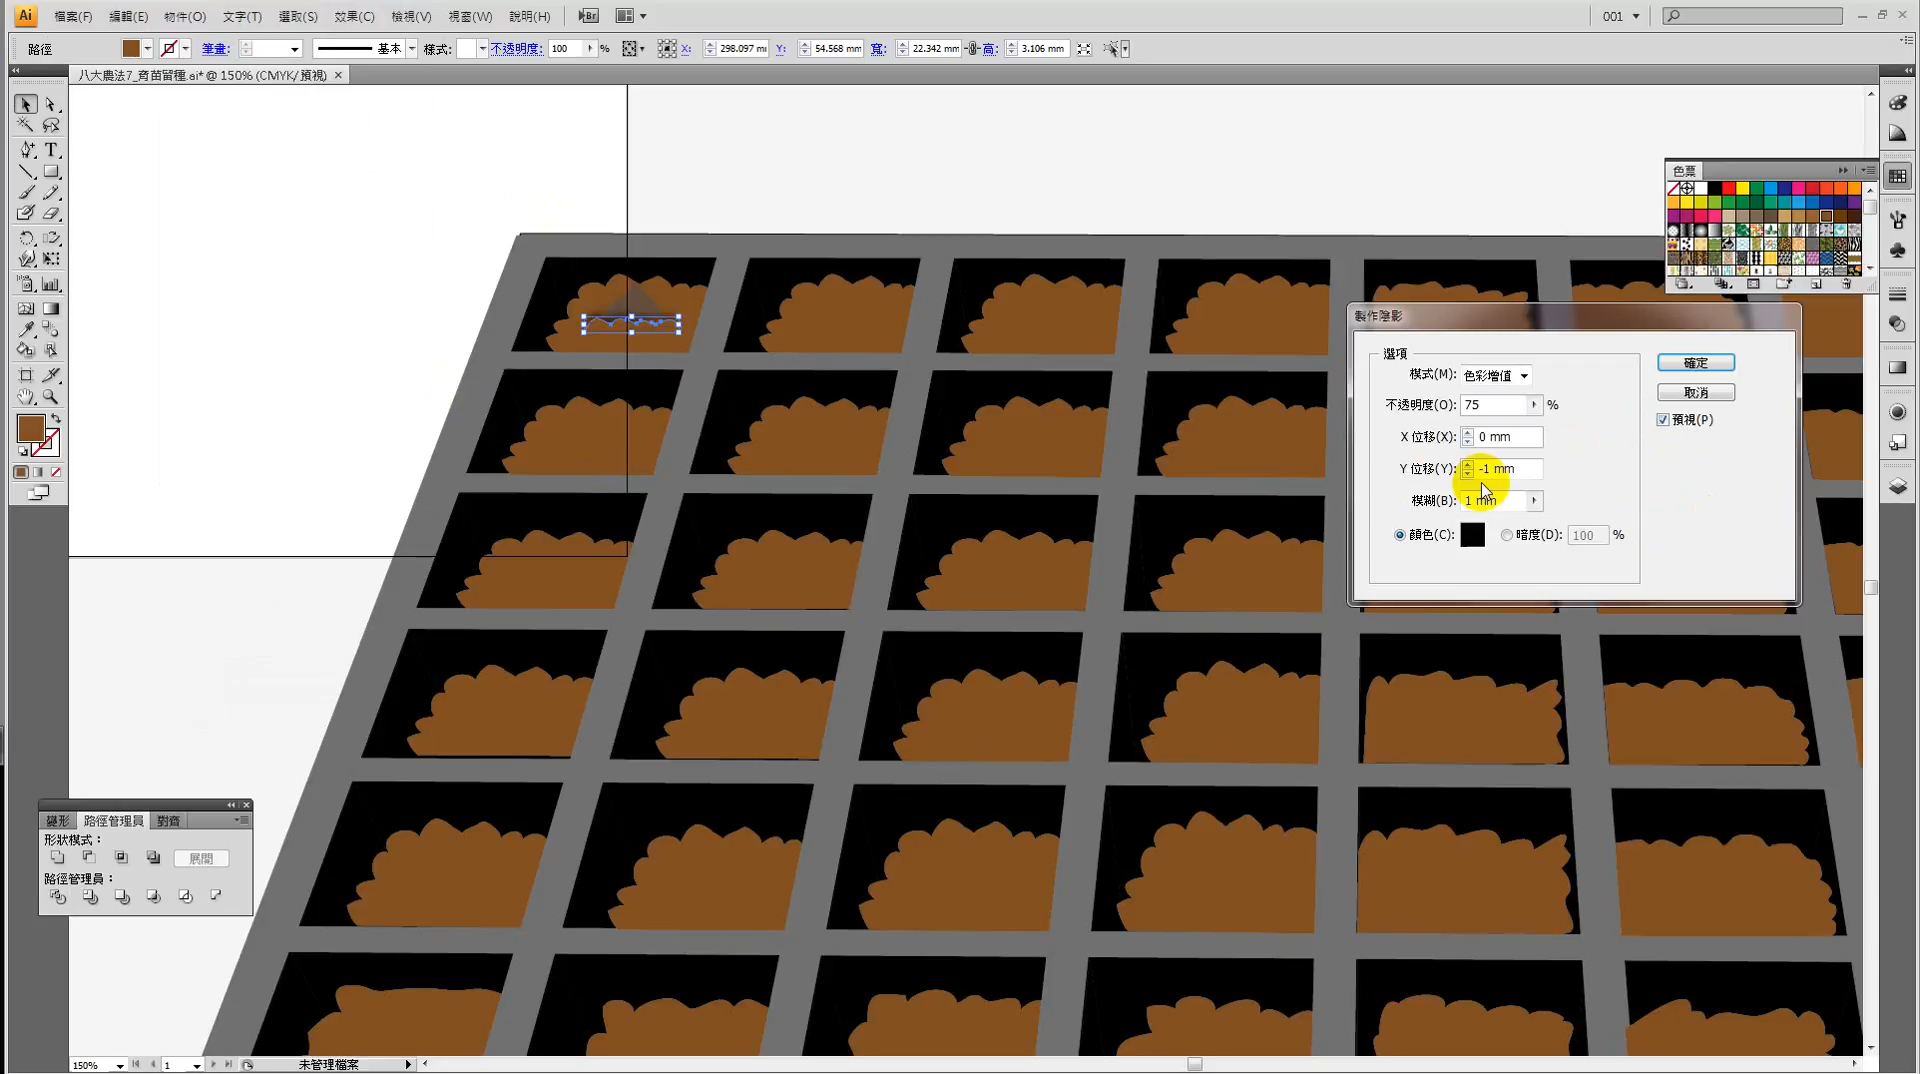 Ai 檔案(F) 編輯(E) 物件(O) 文字(T) 選取(S) 效果(C) 檢視(V) 視窗(W) 說明(H) Br 001
路徑 筆畫: 基本 樣式: 不透明度: 100 % X: 298.097 mm Y: 54.568 mm 寬: 22.342 mm 高: 3.106 mm
八大農法7_育苗留種.ai* @ 150% (CMYK/預視)
色票
製作陰影
選項
模式(M): 色彩增值
不透明度(O): 75 %
X 位移(X): 0 mm
Y 位移(Y): -1 mm
模糊(B): 1 mm
顏色(C): 暗度(D): 100 %
確定
取消
預視(P)
變形 路徑管理員 對齊
形狀模式:
展開
路徑管理員:
150% 1 未管理檔案